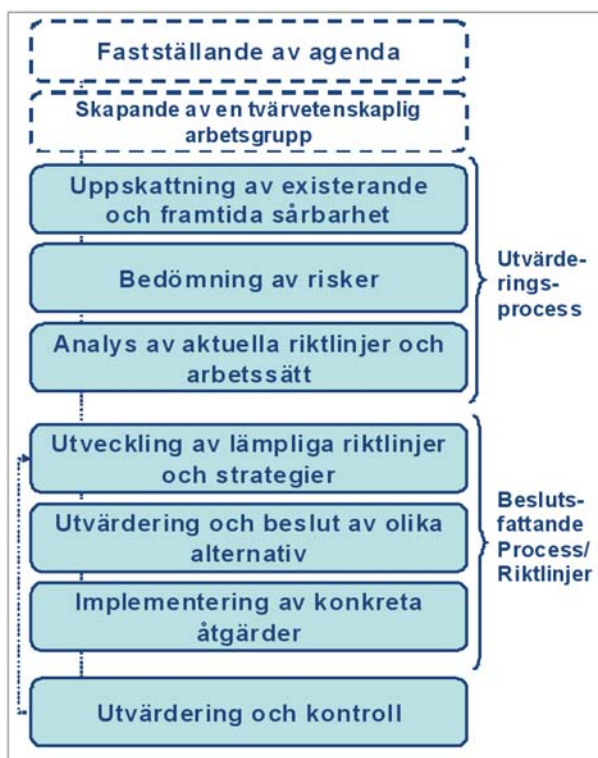 Fastställande av agenda
Skapande av en tvärvetenskaplig
arbetsgrupp
Uppskattning av existerande
och framtida sårbarhet
Bedömning av risker
Analys av aktuella riktlinjer och
arbetssätt
Utvärde-
rings-
process
Utveckling av lämpliga riktlinjer
och strategier
Utvärdering och beslut av olika
alternativ
Implementering av konkreta
åtgärder
Besluts-
fattande
Process/
Riktlinjer
Utvärdering och kontroll